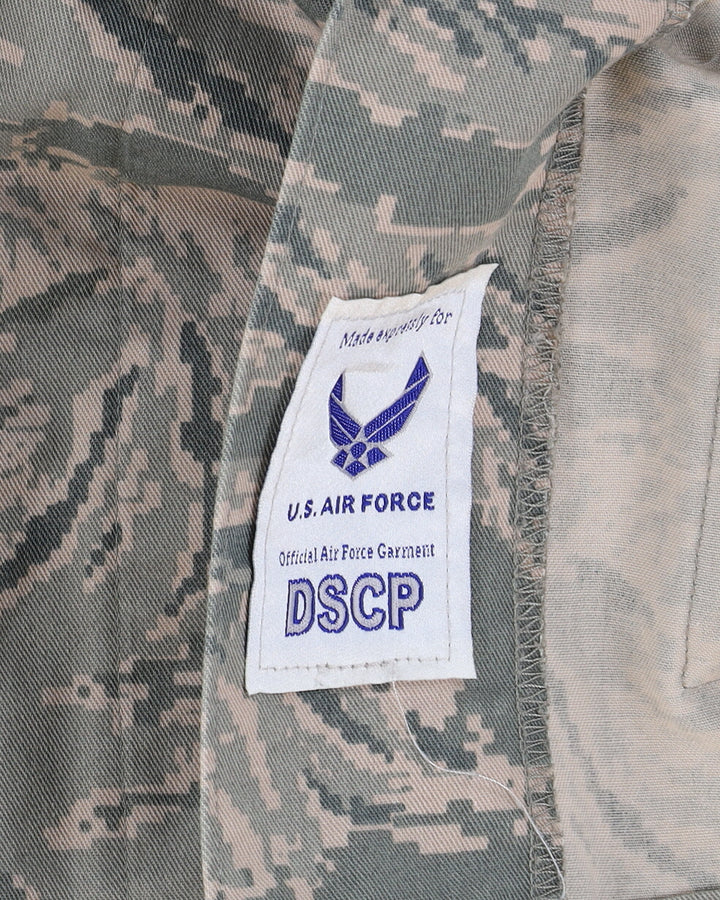 Made expressly for
U.S. AIR FORCE
Official Air Force Garment
DSCP